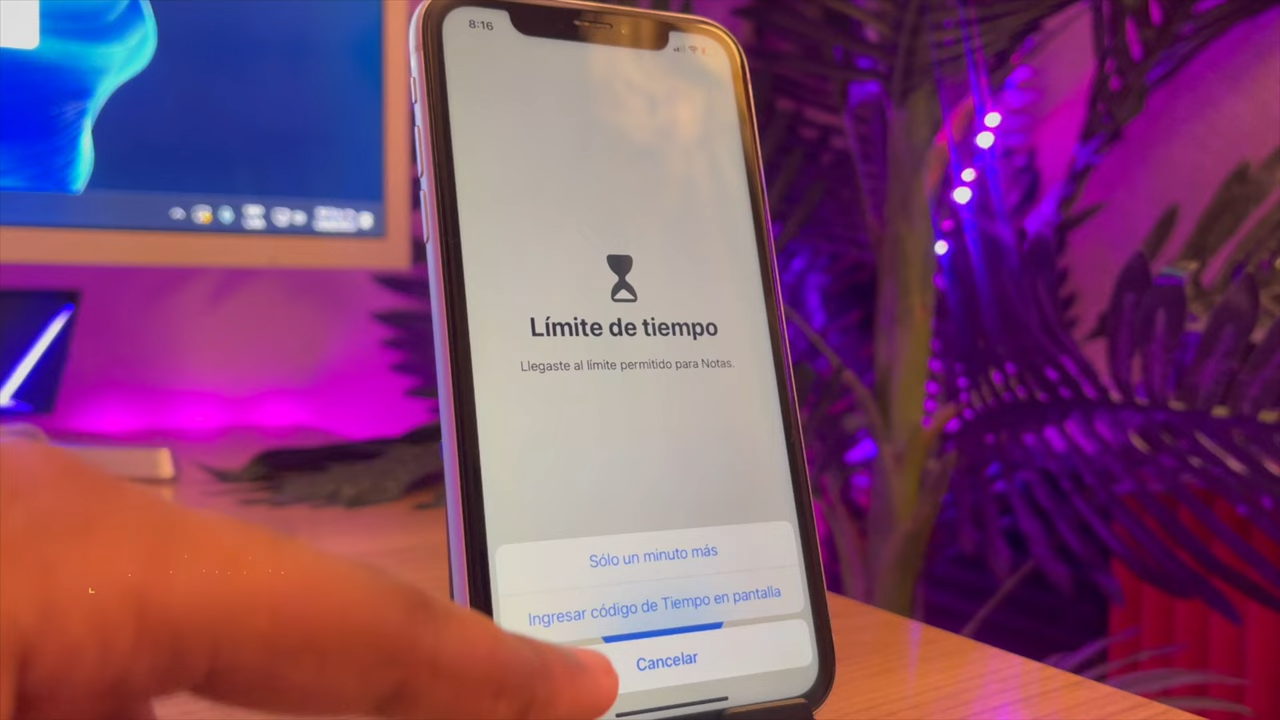 8:16
Límite de tiempo
Llegaste al límite permitido para Notas.
Sólo un minuto más
Ingresar código de Tiempo en pantalla
Cancelar